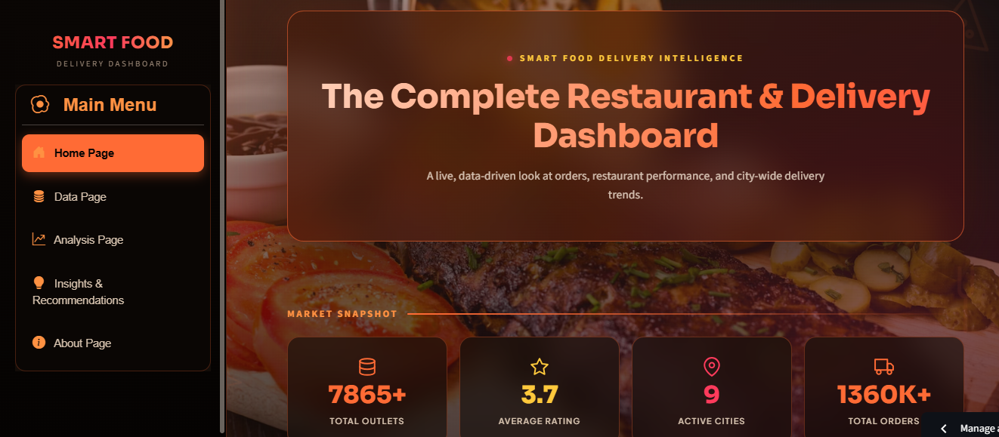 SMART FOOD
DELIVERY DASHBOARD
Main Menu
Home Page
Data Page
Analysis Page
Insights &
Recommendations
About Page
SMART FOOD DELIVERY INTELLIGENCE
The Complete Restaurant & Delivery
Dashboard
A live, data-driven look at orders, restaurant performance, and city-wide delivery
trends.
MARKET SNAPSHOT
7865+
TOTAL OUTLETS
3.7
AVERAGE RATING
9
ACTIVE CITIES
1360K+
TOTAL ORDERS
Manage